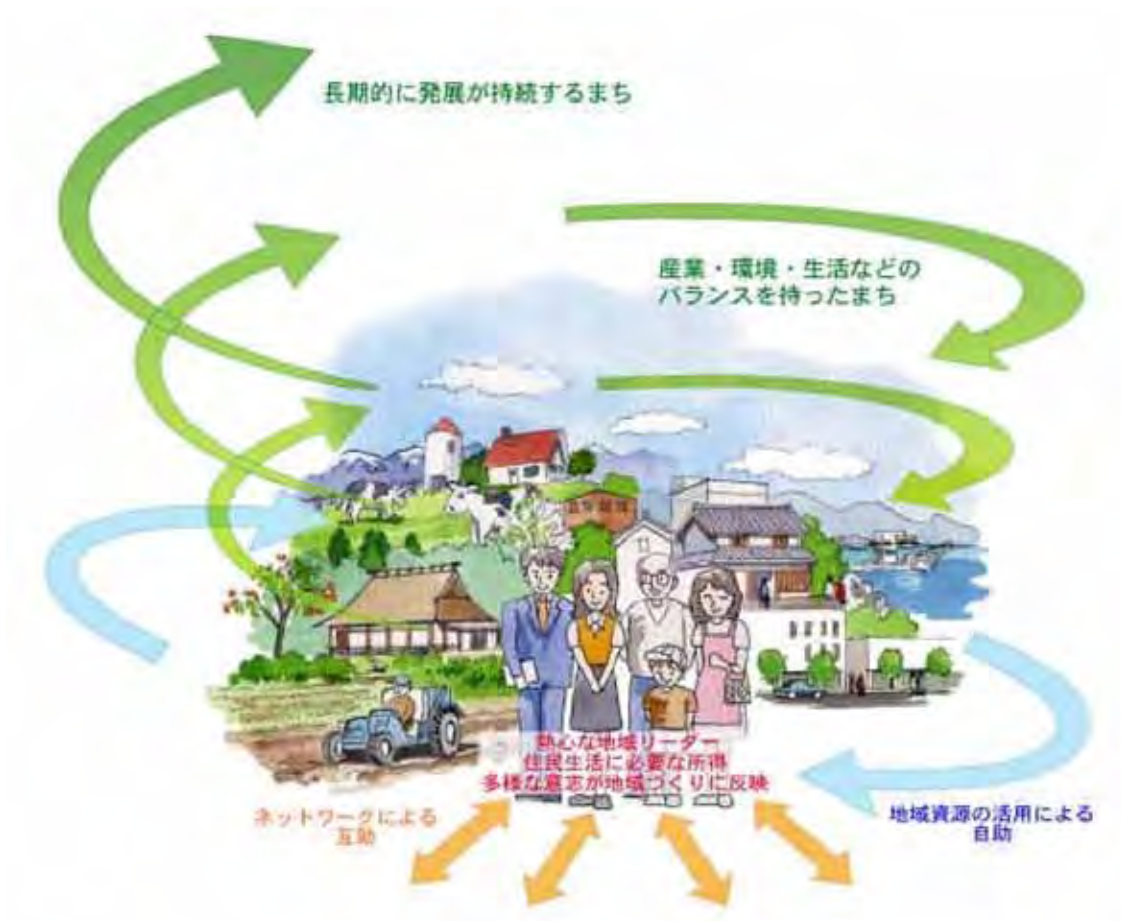 長期的に発展が持続するまち
産業・環境・生活などの
バランスを持ったまち
熱心な地域リーダー
住民生活に必要な所得
多様な意志が地域づくりに反映
ネットワークによる
互助
地域資源の活用による
自助